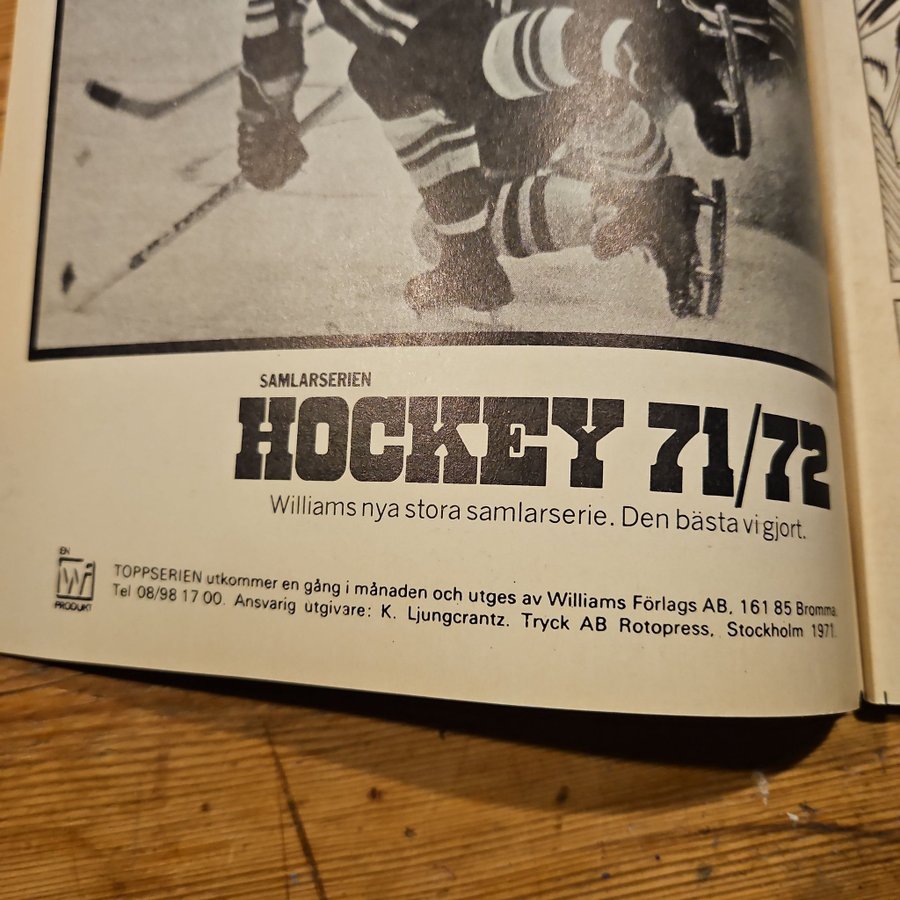 SAMLARSERIEN
HOCKEY 71/72
Williams nya stora samlarserie. Den bästa vi gjort.
EN
Wi
PRODUKT
TOPPSERIEN utkommer en gång i månaden och utges av Williams Förlags AB, 161 85 Bromma.
Tel 08/98 17 00. Ansvarig utgivare: K. Ljungcrantz. Tryck AB Rotopress, Stockholm 1971.